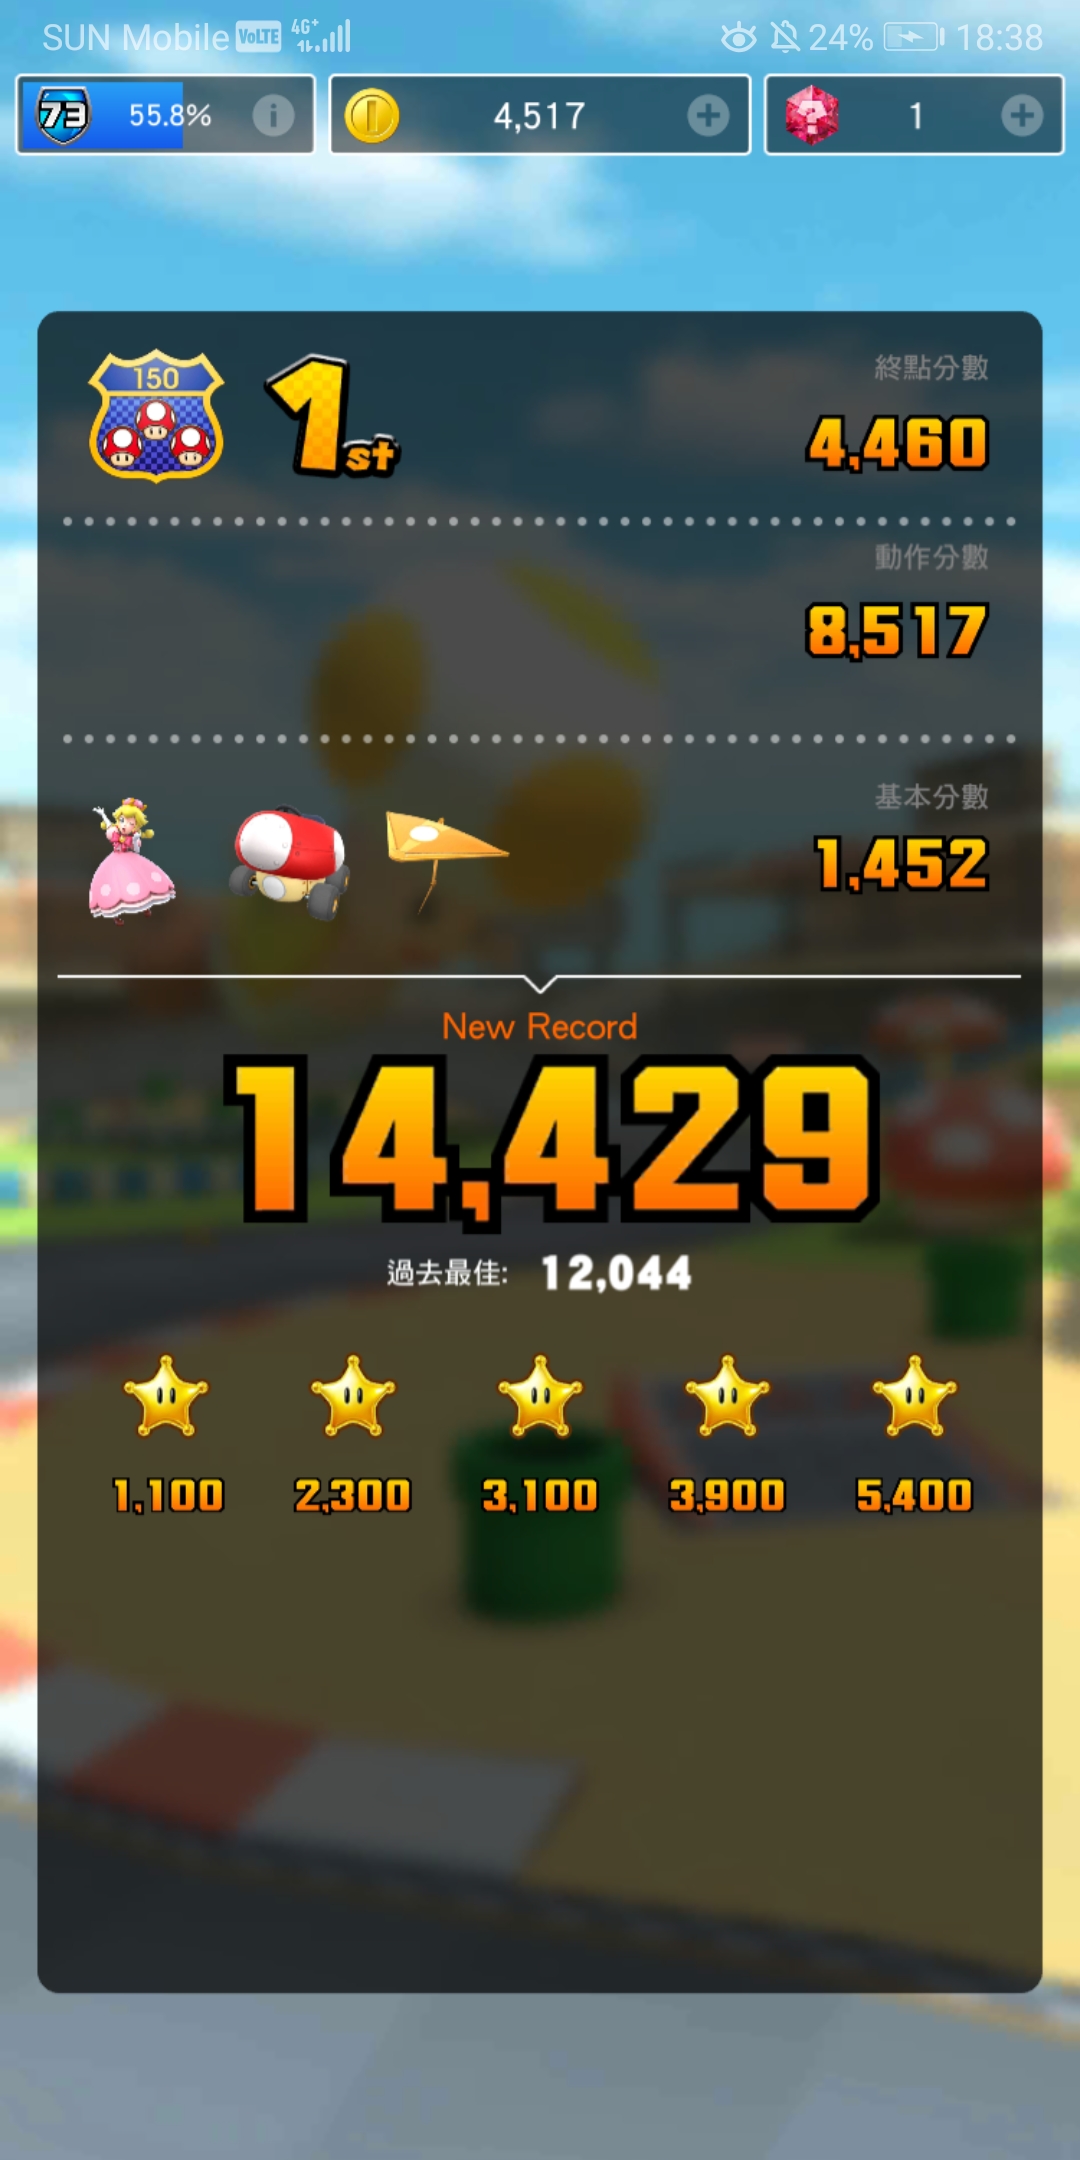 SUN Mobile VoLTE 4G+ 24% 18:38
73 55.8% i 4,517 + ? 1 +
150 1st 終點分數
4,460
動作分數
8,517
基本分數
1,452
New Record
14,429
過去最佳: 12,044
1,100 2,300 3,100 3,900 5,400